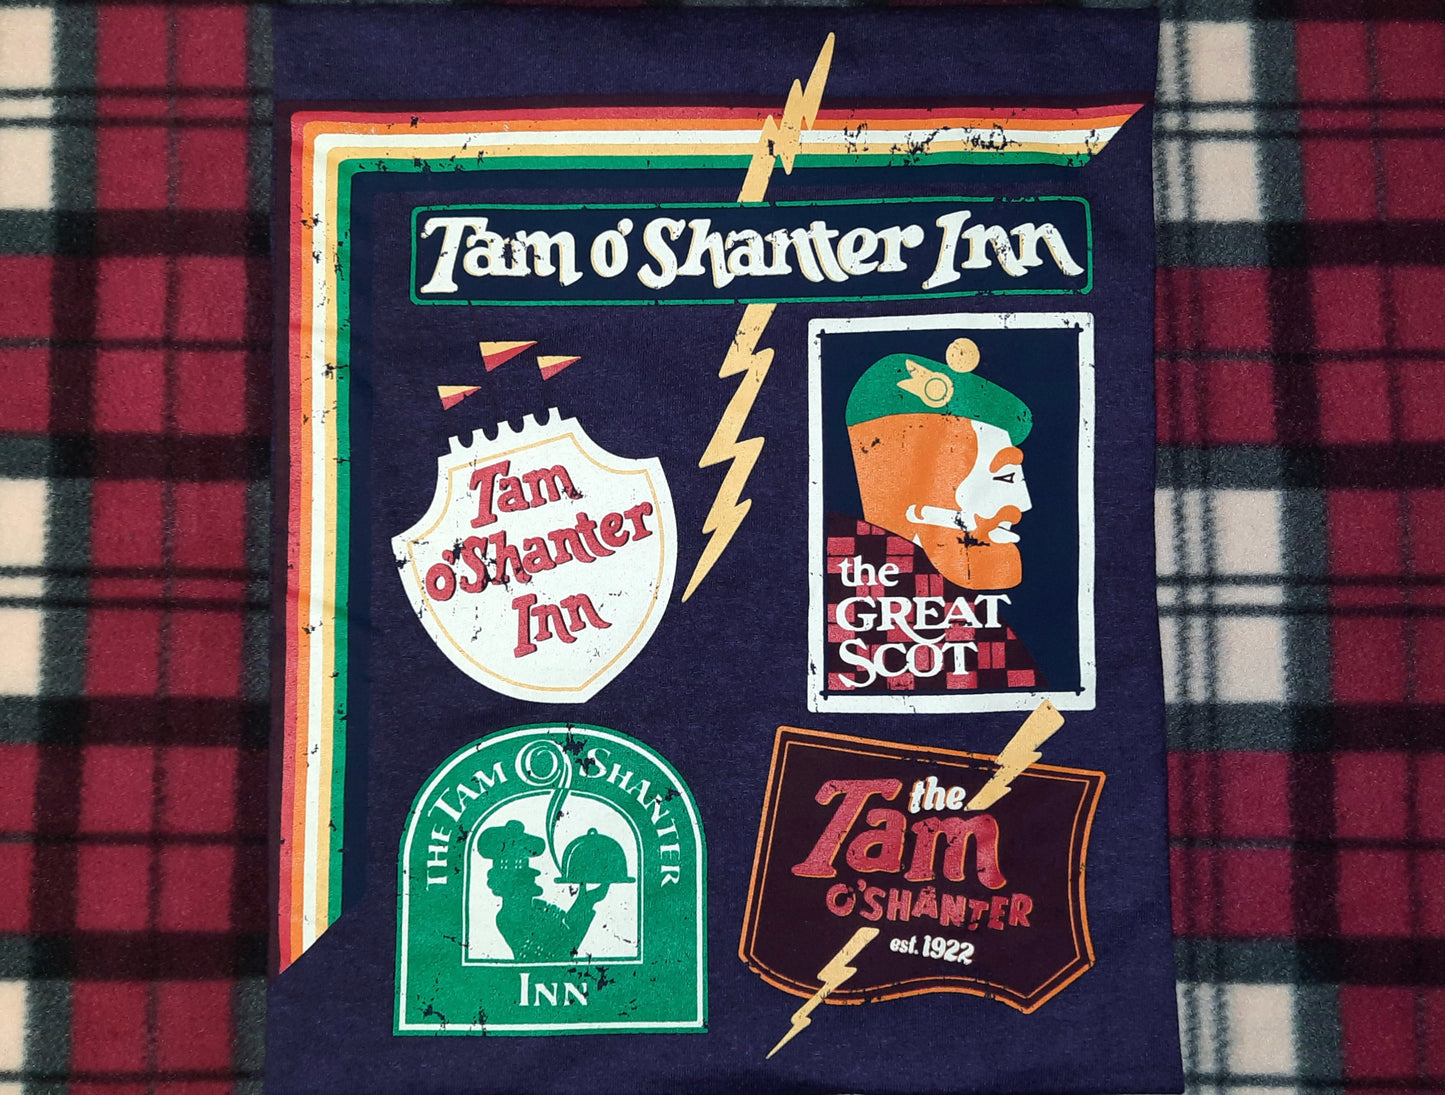 Tam o' Shanter Inn
Tam
o'Shanter
Inn
the
GREAT
SCOT
THE TAM O'SHANTER
INN
the
Tam
O'SHANTER
est. 1922